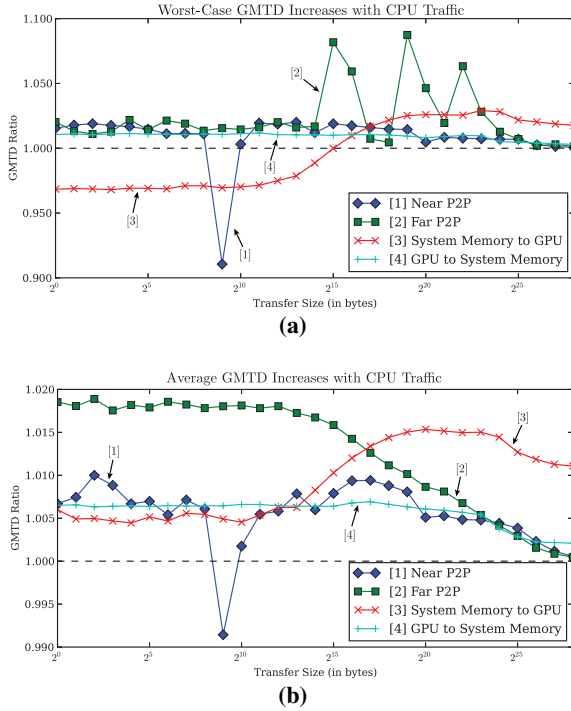 Worst-Case GMTD Increases with CPU Traffic
1.100
1.050
1.000
0.950
0.900
GMTD Ratio
[2]
[4]
[3]
[1]
[1] Near P2P
[2] Far P2P
[3] System Memory to GPU
[4] GPU to System Memory
2^0 2^5 2^10 2^15 2^20 2^25
Transfer Size (in bytes)
(a)
Average GMTD Increases with CPU Traffic
1.020
1.015
1.010
1.005
1.000
0.995
0.990
GMTD Ratio
[1]
[3]
[2]
[4]
[1] Near P2P
[2] Far P2P
[3] System Memory to GPU
[4] GPU to System Memory
2^0 2^5 2^10 2^15 2^20 2^25
Transfer Size (in bytes)
(b)